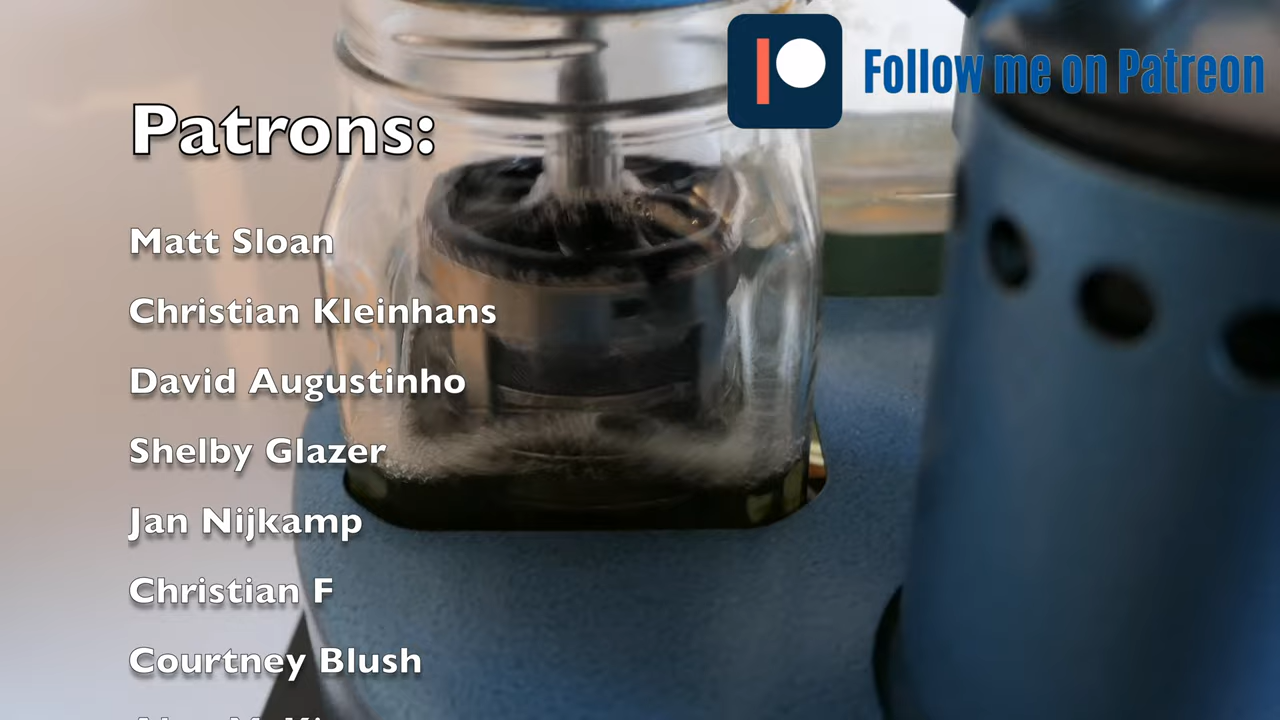 Follow me on Patreon
Patrons:
Matt Sloan
Christian Kleinhans
David Augustinho
Shelby Glazer
Jan Nijkamp
Christian F
Courtney Blush